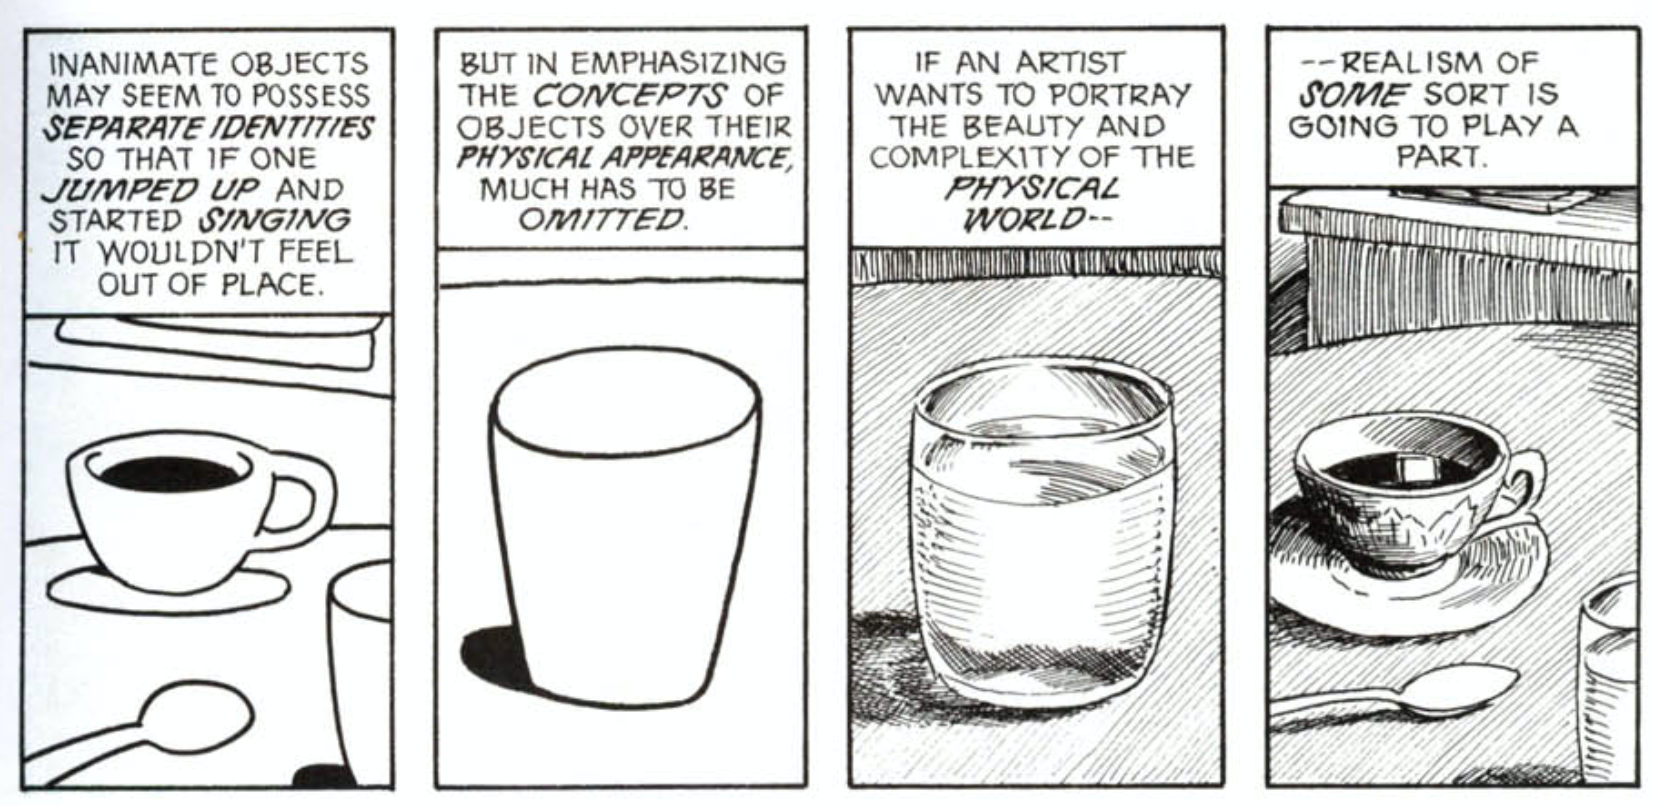 INANIMATE OBJECTS
MAY SEEM TO POSSESS
SEPARATE IDENTITIES
SO THAT IF ONE
JUMPED UP AND
STARTED SINGING
IT WOULDN'T FEEL
OUT OF PLACE.
BUT IN EMPHASIZING
THE CONCEPTS OF
OBJECTS OVER THEIR
PHYSICAL APPEARANCE,
MUCH HAS TO BE
OMITTED.
IF AN ARTIST
WANTS TO PORTRAY
THE BEAUTY AND
COMPLEXITY OF THE
PHYSICAL
WORLD--
--REALISM OF
SOME SORT IS
GOING TO PLAY A
PART.